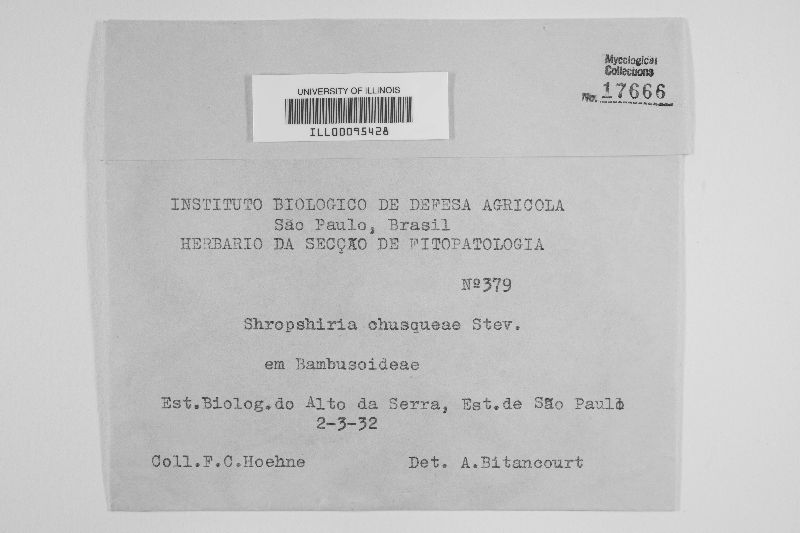 Mycological
Collections
No. 17666
UNIVERSITY OF ILLINOIS
ILL00095428
INSTITUTO BIOLOGICO DE DEFESA AGRICOLA
São Paulo, Brasil
HERBARIO DA SECÇÃO DE FITOPATOLOGIA
Nº379
Shropshiria chusqueae Stev.
em Bambusoideae
Est.Biolog.do Alto da Serra, Est.de São Paulo
2-3-32
Coll.F.C.Hoehne Det. A.Bitancourt